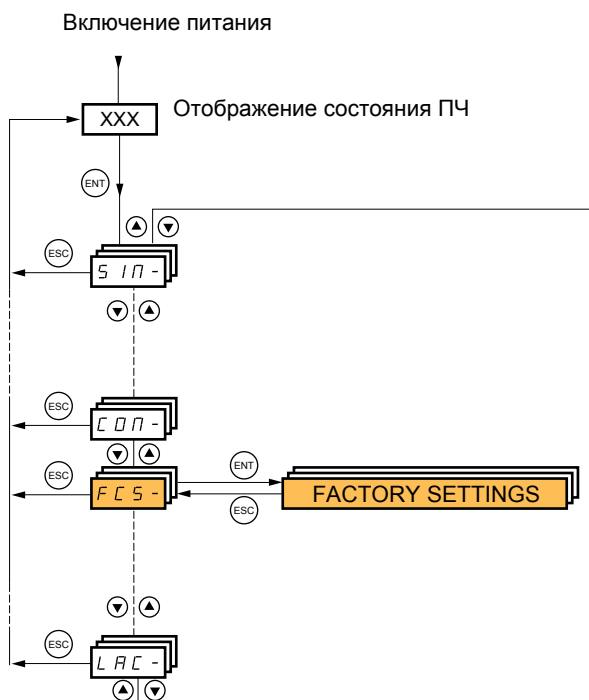 Включение питания
XXX
Отображение состояния ПЧ
ENT
ESC
SIM-
ESC
COM-
ESC
ENT
FCS-
FACTORY SETTINGS
ESC
ESC
LAC-